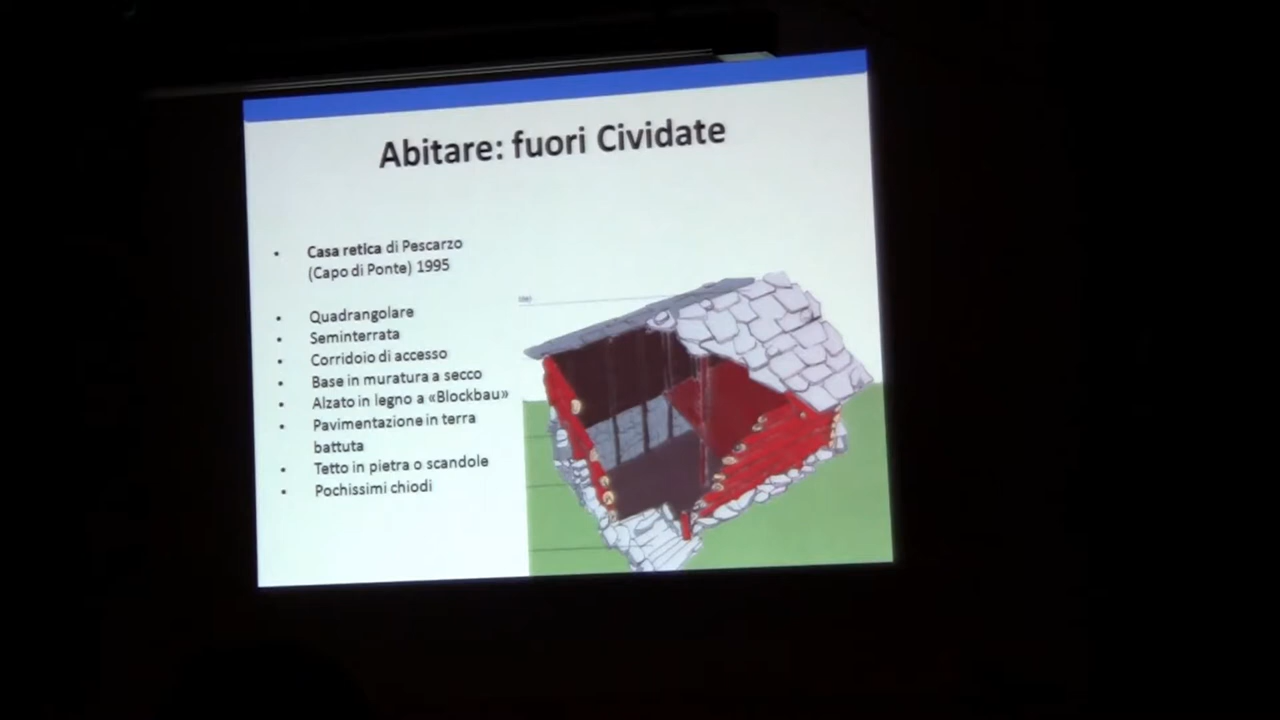 Abitare: fuori Cividate
• Casa retica di Pescarzo
(Capo di Ponte) 1995
• Quadrangolare
• Seminterrata
• Corridoio di accesso
• Base in muratura a secco
• Alzato in legno a «Blockbau»
• Pavimentazione in terra
battuta
• Tetto in pietra o scandole
• Pochissimi chiodi